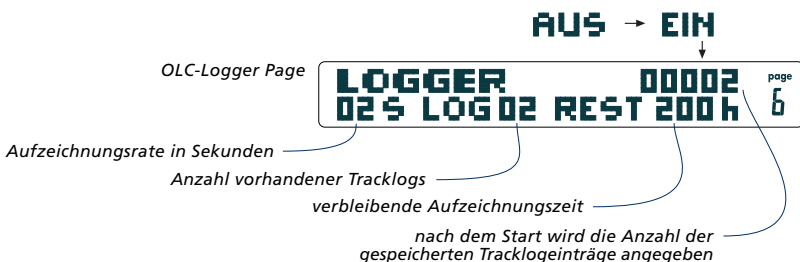 AUS → EIN
OLC-Logger Page
LOGGER 00002
page
02 S LOG 02 REST 200 h
6
Aufzeichnungsrate in Sekunden
Anzahl vorhandener Tracklogs
verbleibende Aufzeichnungszeit
nach dem Start wird die Anzahl der
gespeicherten Tracklogeinträge angegeben